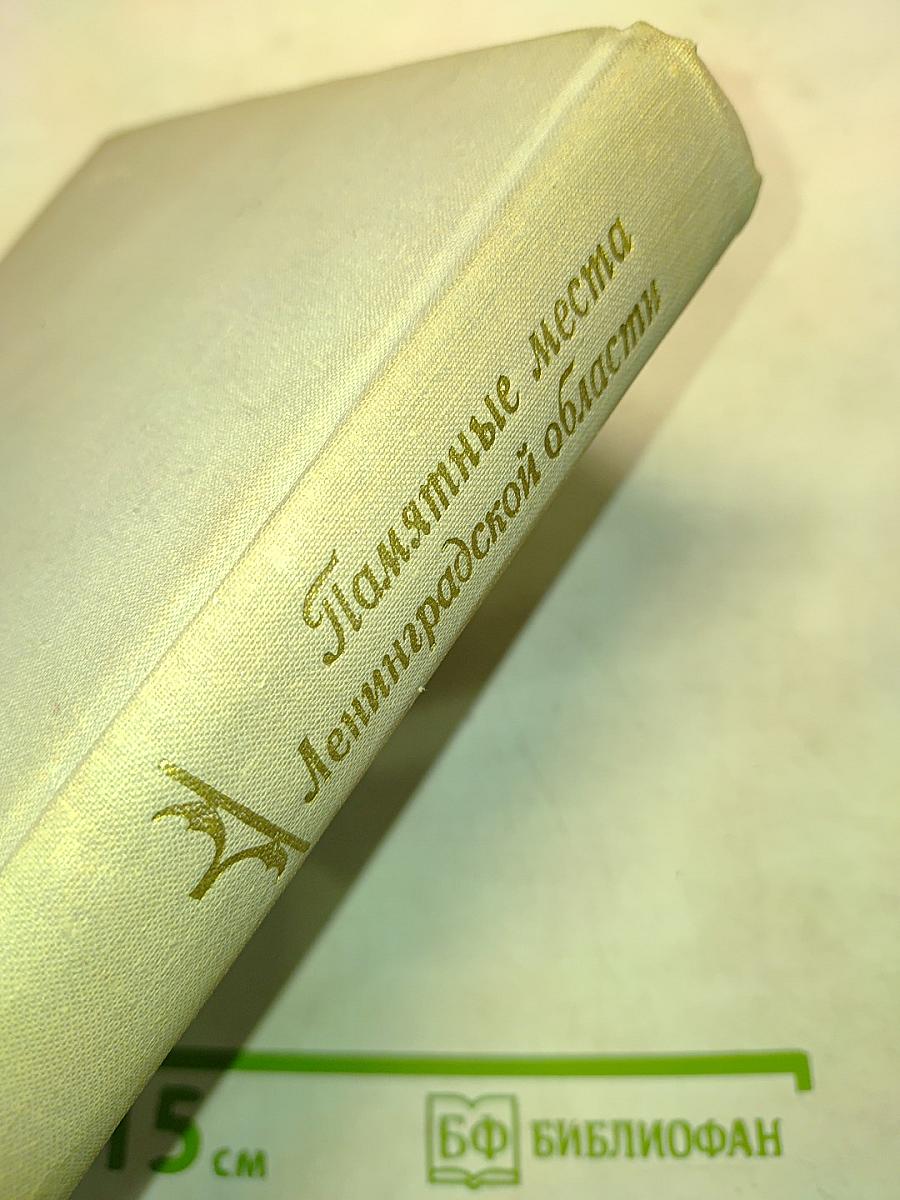 Памятные места
Ленинградской области
15 см
БФ БИБЛИОФАН